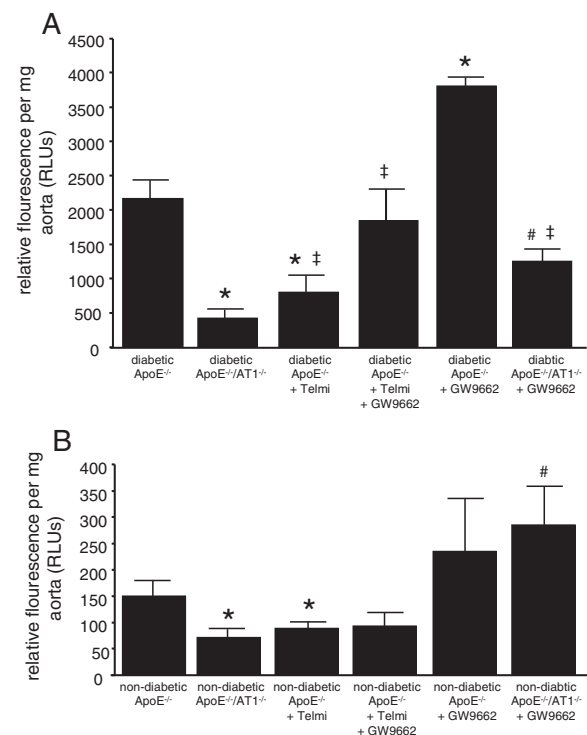 A
relative flourescence per mg
aorta (RLUs)
4500
4000
3500
3000
2500
2000
1500
1000
500
0
*
* ‡
‡
*
# ‡
diabetic diabetic diabetic diabetic diabetic diabtic
ApoE-/- ApoE-/-/AT1-/- ApoE-/- ApoE-/- ApoE-/- ApoE-/-/AT1-/-
+ Telmi + Telmi + GW9662 + GW9662
+ GW9662
B
relative flourescence per mg
aorta (RLUs)
400
350
300
250
200
150
100
50
0
*
*
#
non-diabetic non-diabetic non-diabetic non-diabetic non-diabetic non-diabtic
ApoE-/- ApoE-/-/AT1-/- ApoE-/- ApoE-/- ApoE-/- ApoE-/-/AT1-/-
+ Telmi + Telmi + GW9662 + GW9662
+ GW9662